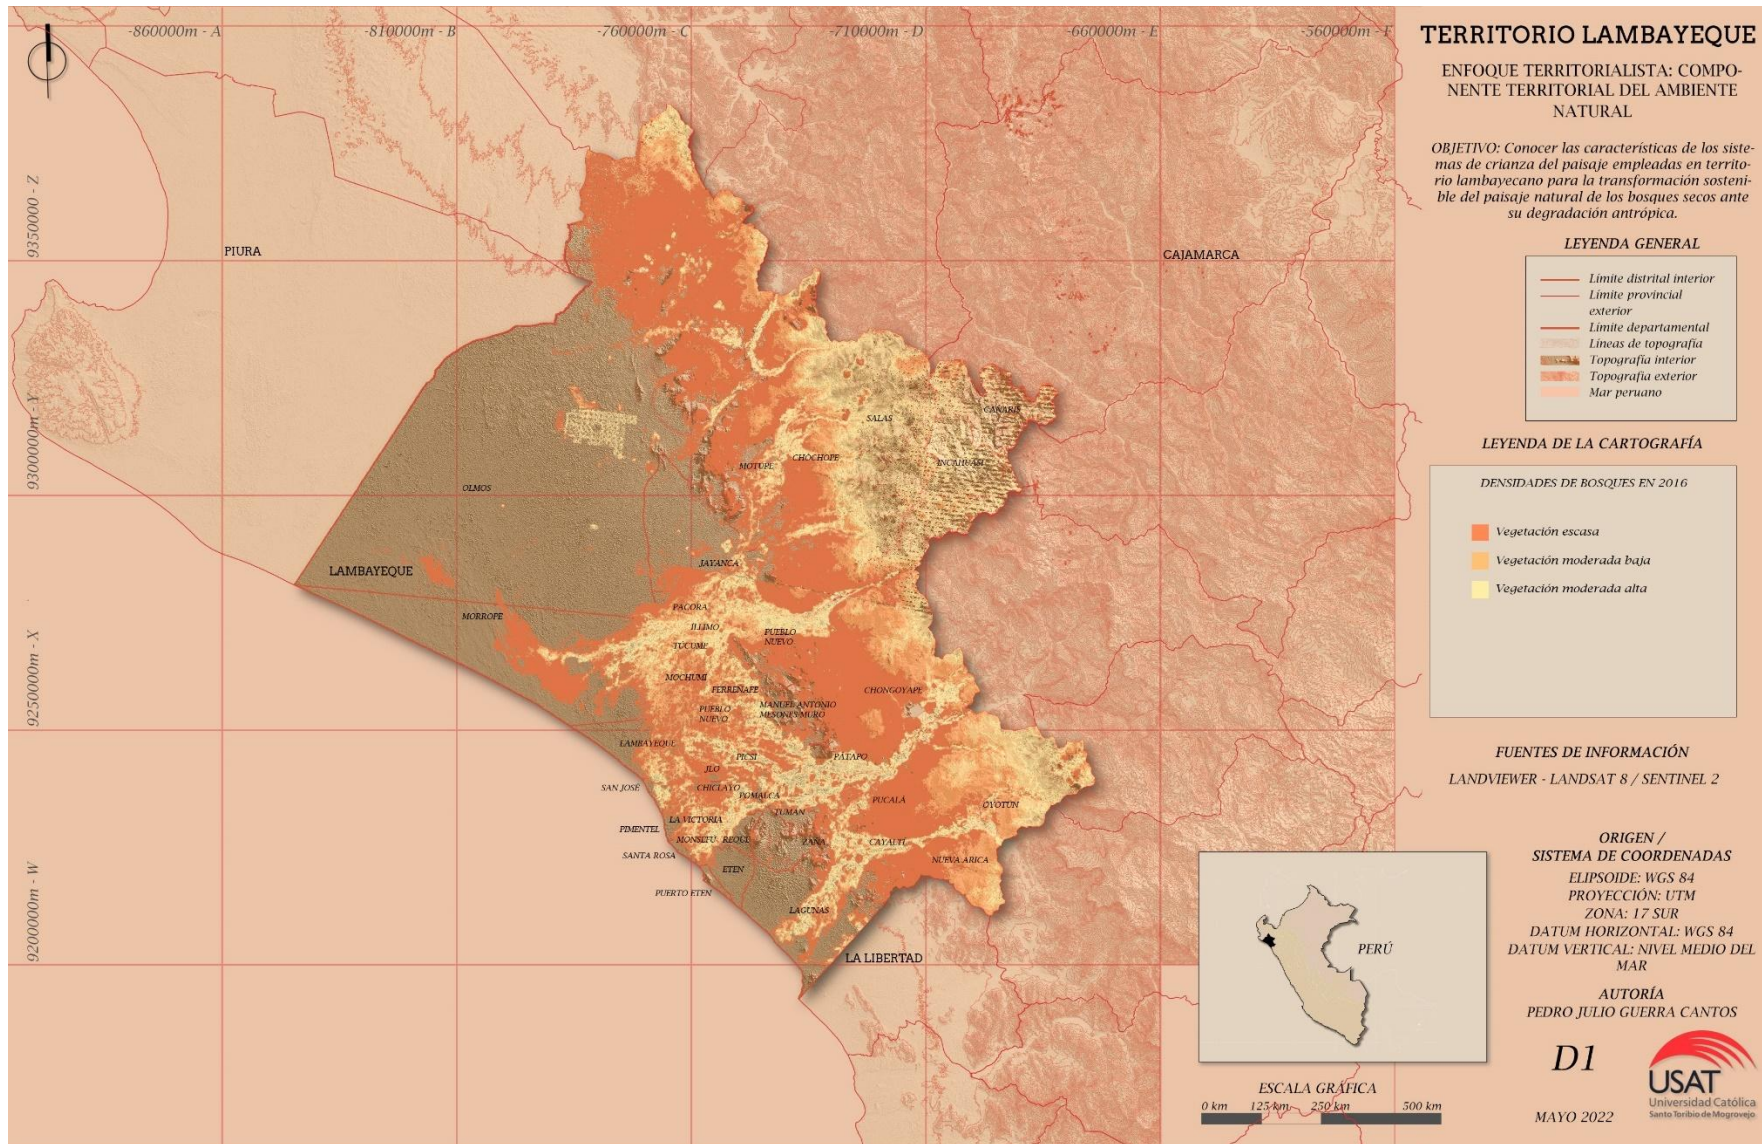 -860000m - A
-810000m - B
-760000m - C
-710000m - D
-660000m - E
-560000m - F
9350000 - Z
9300000m - Y
9250000m - X
9200000m - W
PIURA
CAJAMARCA
SALAS
CAÑARIS
MOTUPE
CHOCHOPE
INCAHUASI
OLMOS
JAYANCA
LAMBAYEQUE
PACORA
MORROPE
ILLIMO
PUEBLO
NUEVO
TUCUME
MOCHUMI
FERREÑAFE
CHONGOYAPE
PUEBLO
NUEVO
MANUEL ANTONIO
MESONES MURO
LAMBAYEQUE
PICSI
PATAPO
JLO
SAN JOSÉ
CHICLAYO
POMALCA
PUCALÁ
OYOTUN
TUMAN
LA VICTORIA
PIMENTEL
MONSEFÚ
REQUE
ZAÑA
CAYALTI
SANTA ROSA
NUEVA ARICA
ETEN
PUERTO ETEN
LAGUNAS
LA LIBERTAD
TERRITORIO LAMBAYEQUE
ENFOQUE TERRITORIALISTA: COMPO-
NENTE TERRITORIAL DEL AMBIENTE
NATURAL
OBJETIVO: Conocer las características de los siste-
mas de crianza del paisaje empleadas en territo-
rio lambayecano para la transformación sosteni-
ble del paisaje natural de los bosques secos ante
su degradación antrópica.
LEYENDA GENERAL
Límite distrital interior
Límite provincial
exterior
Límite departamental
Líneas de topografía
Topografía interior
Topografía exterior
Mar peruano
LEYENDA DE LA CARTOGRAFÍA
DENSIDADES DE BOSQUES EN 2016
Vegetación escasa
Vegetación moderada baja
Vegetación moderada alta
FUENTES DE INFORMACIÓN
LANDVIEWER - LANDSAT 8 / SENTINEL 2
ORIGEN /
SISTEMA DE COORDENADAS
ELIPSOIDE: WGS 84
PROYECCIÓN: UTM
ZONA: 17 SUR
DATUM HORIZONTAL: WGS 84
DATUM VERTICAL: NIVEL MEDIO DEL
MAR
AUTORÍA
PEDRO JULIO GUERRA CANTOS
PERÚ
ESCALA GRÁFICA
0 km 125 km 250 km 500 km
D1
MAYO 2022
USAT
Universidad Católica
Santo Toribio de Mogrovejo